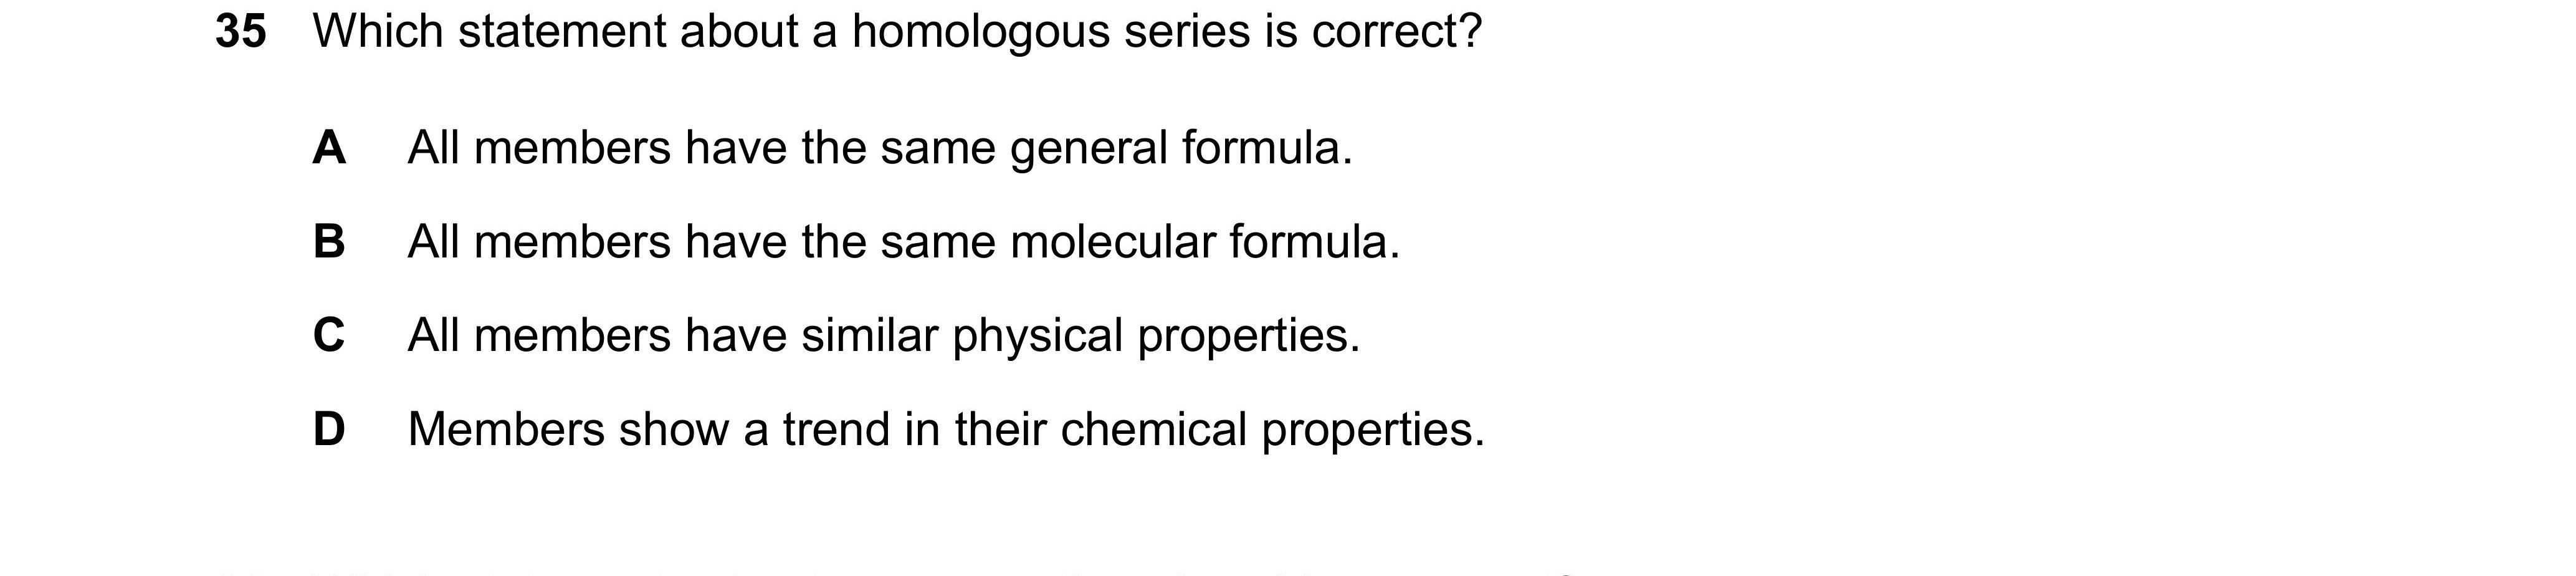 35 Which statement about a homologous series is correct?
A All members have the same general formula.
B All members have the same molecular formula.
C All members have similar physical properties.
D Members show a trend in their chemical properties.